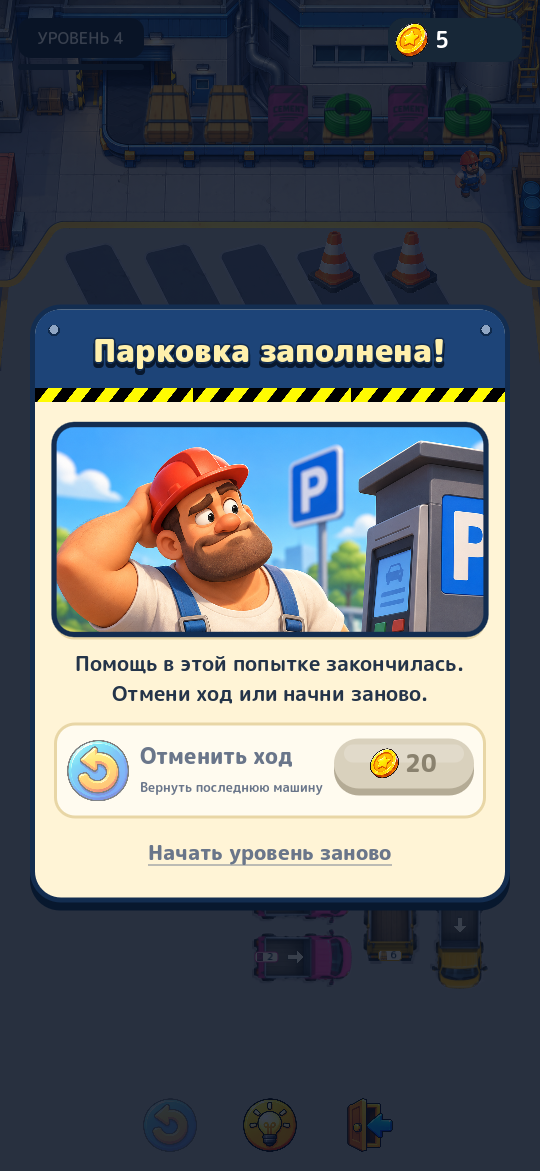 УРОВЕНЬ 4
5
Парковка заполнена!
P
P
Помощь в этой попытке закончилась.
Отмени ход или начни заново.
Отменить ход
20
Вернуть последнюю машину
Начать уровень заново